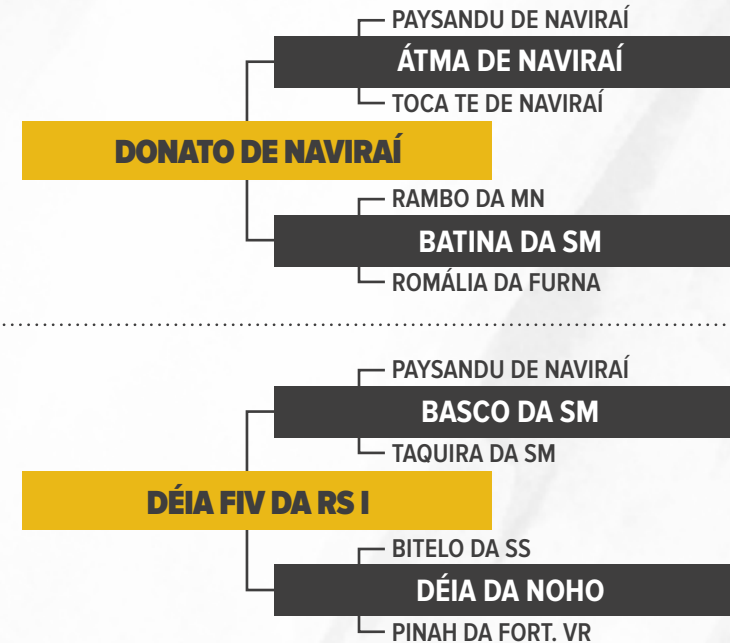 PAYSANDU DE NAVIRAÍ
ÁTMA DE NAVIRAÍ
TOCA TE DE NAVIRAÍ
DONATO DE NAVIRAÍ
RAMBO DA MN
BATINA DA SM
ROMÁLIA DA FURNA
PAYSANDU DE NAVIRAÍ
BASCO DA SM
TAQUIRA DA SM
DÉIA FIV DA RS I
BITELO DA SS
DÉIA DA NOHO
PINAH DA FORT. VR